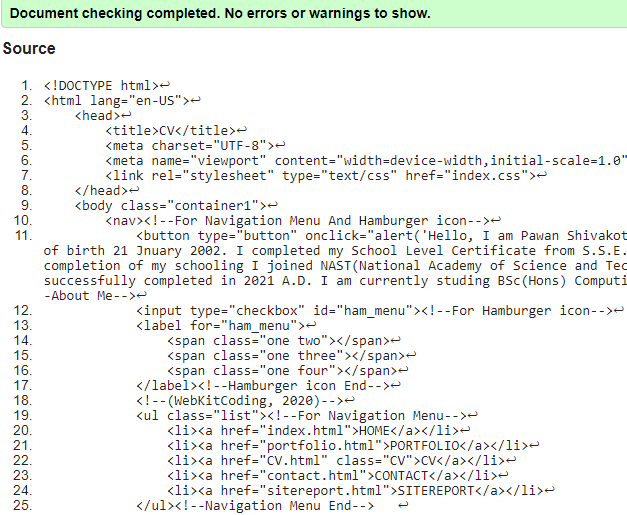 Document checking completed. No errors or warnings to show.
Source
1. <!DOCTYPE html>↩
2. <html lang="en-US">↩
3. <head>↩
4. <title>CV</title>↩
5. <meta charset="UTF-8">↩
6. <meta name="viewport" content="width=device-width,initial-scale=1.0"
7. <link rel="stylesheet" type="text/css" href="index.css">↩
8. </head>↩
9. <body class="container1">↩
10. <nav><!--For Navigation Menu And Hamburger icon-->↩
11. <button type="button" onclick="alert('Hello, I am Pawan Shivakot
of birth 21 Jnuary 2002. I completed my School Level Certificate from S.S.E.
completion of my schooling I joined NAST(National Academy of Science and Tec
successfully completed in 2021 A.D. I am currently studing BSc(Hons) Computi
-About Me-->↩
12. <input type="checkbox" id="ham_menu"><!--For Hamburger icon-->↩
13. <label for="ham_menu">↩
14. <span class="one two"></span>↩
15. <span class="one three"></span>↩
16. <span class="one four"></span>↩
17. </label><!--Hamburger icon End-->↩
18. <!--(WebKitCoding, 2020)-->↩
19. <ul class="list"><!--For Navigation Menu-->↩
20. <li><a href="index.html">HOME</a></li>↩
21. <li><a href="portfolio.html">PORTFOLIO</a></li>↩
22. <li><a href="CV.html" class="CV">CV</a></li>↩
23. <li><a href="contact.html">CONTACT</a></li>↩
24. <li><a href="sitereport.html">SITEREPORT</a></li>↩
25. </ul><!--Navigation Menu End--> ↩